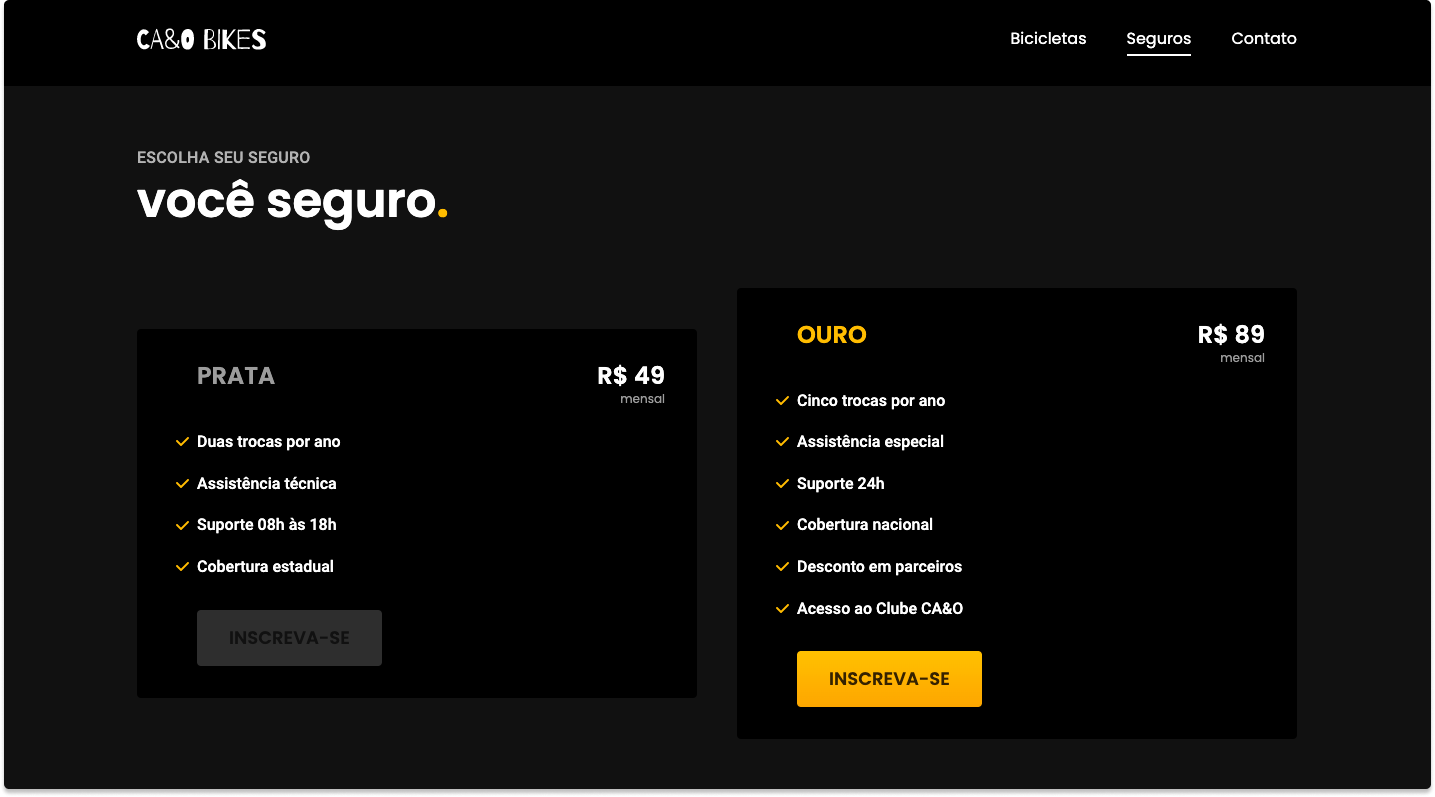 CA&O BIKES
Bicicletas
Seguros
Contato
ESCOLHA SEU SEGURO
você seguro.
PRATA
R$ 49
mensal
Duas trocas por ano
Assistência técnica
Suporte 08h às 18h
Cobertura estadual
INSCREVA-SE
OURO
R$ 89
mensal
Cinco trocas por ano
Assistência especial
Suporte 24h
Cobertura nacional
Desconto em parceiros
Acesso ao Clube CA&O
INSCREVA-SE